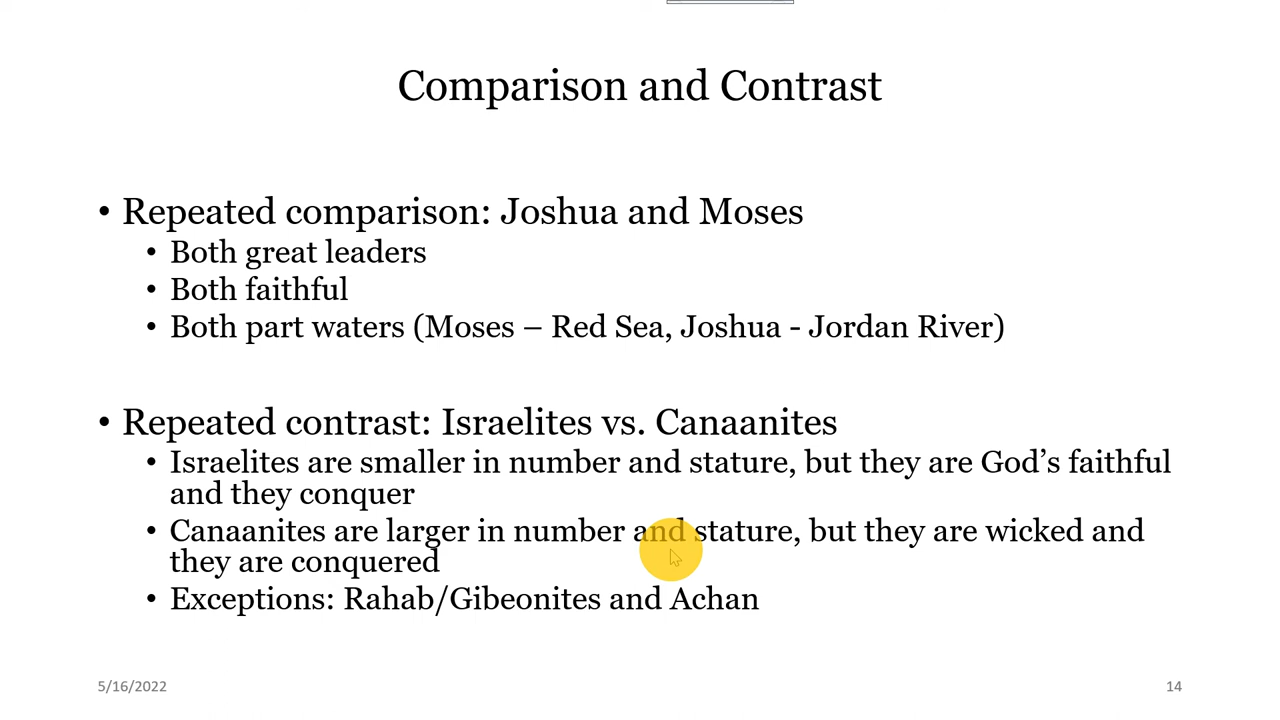 Comparison and Contrast
• Repeated comparison: Joshua and Moses
• Both great leaders
• Both faithful
• Both part waters (Moses – Red Sea, Joshua - Jordan River)
• Repeated contrast: Israelites vs. Canaanites
• Israelites are smaller in number and stature, but they are God’s faithful
and they conquer
• Canaanites are larger in number and stature, but they are wicked and
they are conquered
• Exceptions: Rahab/Gibeonites and Achan
5/16/2022
14